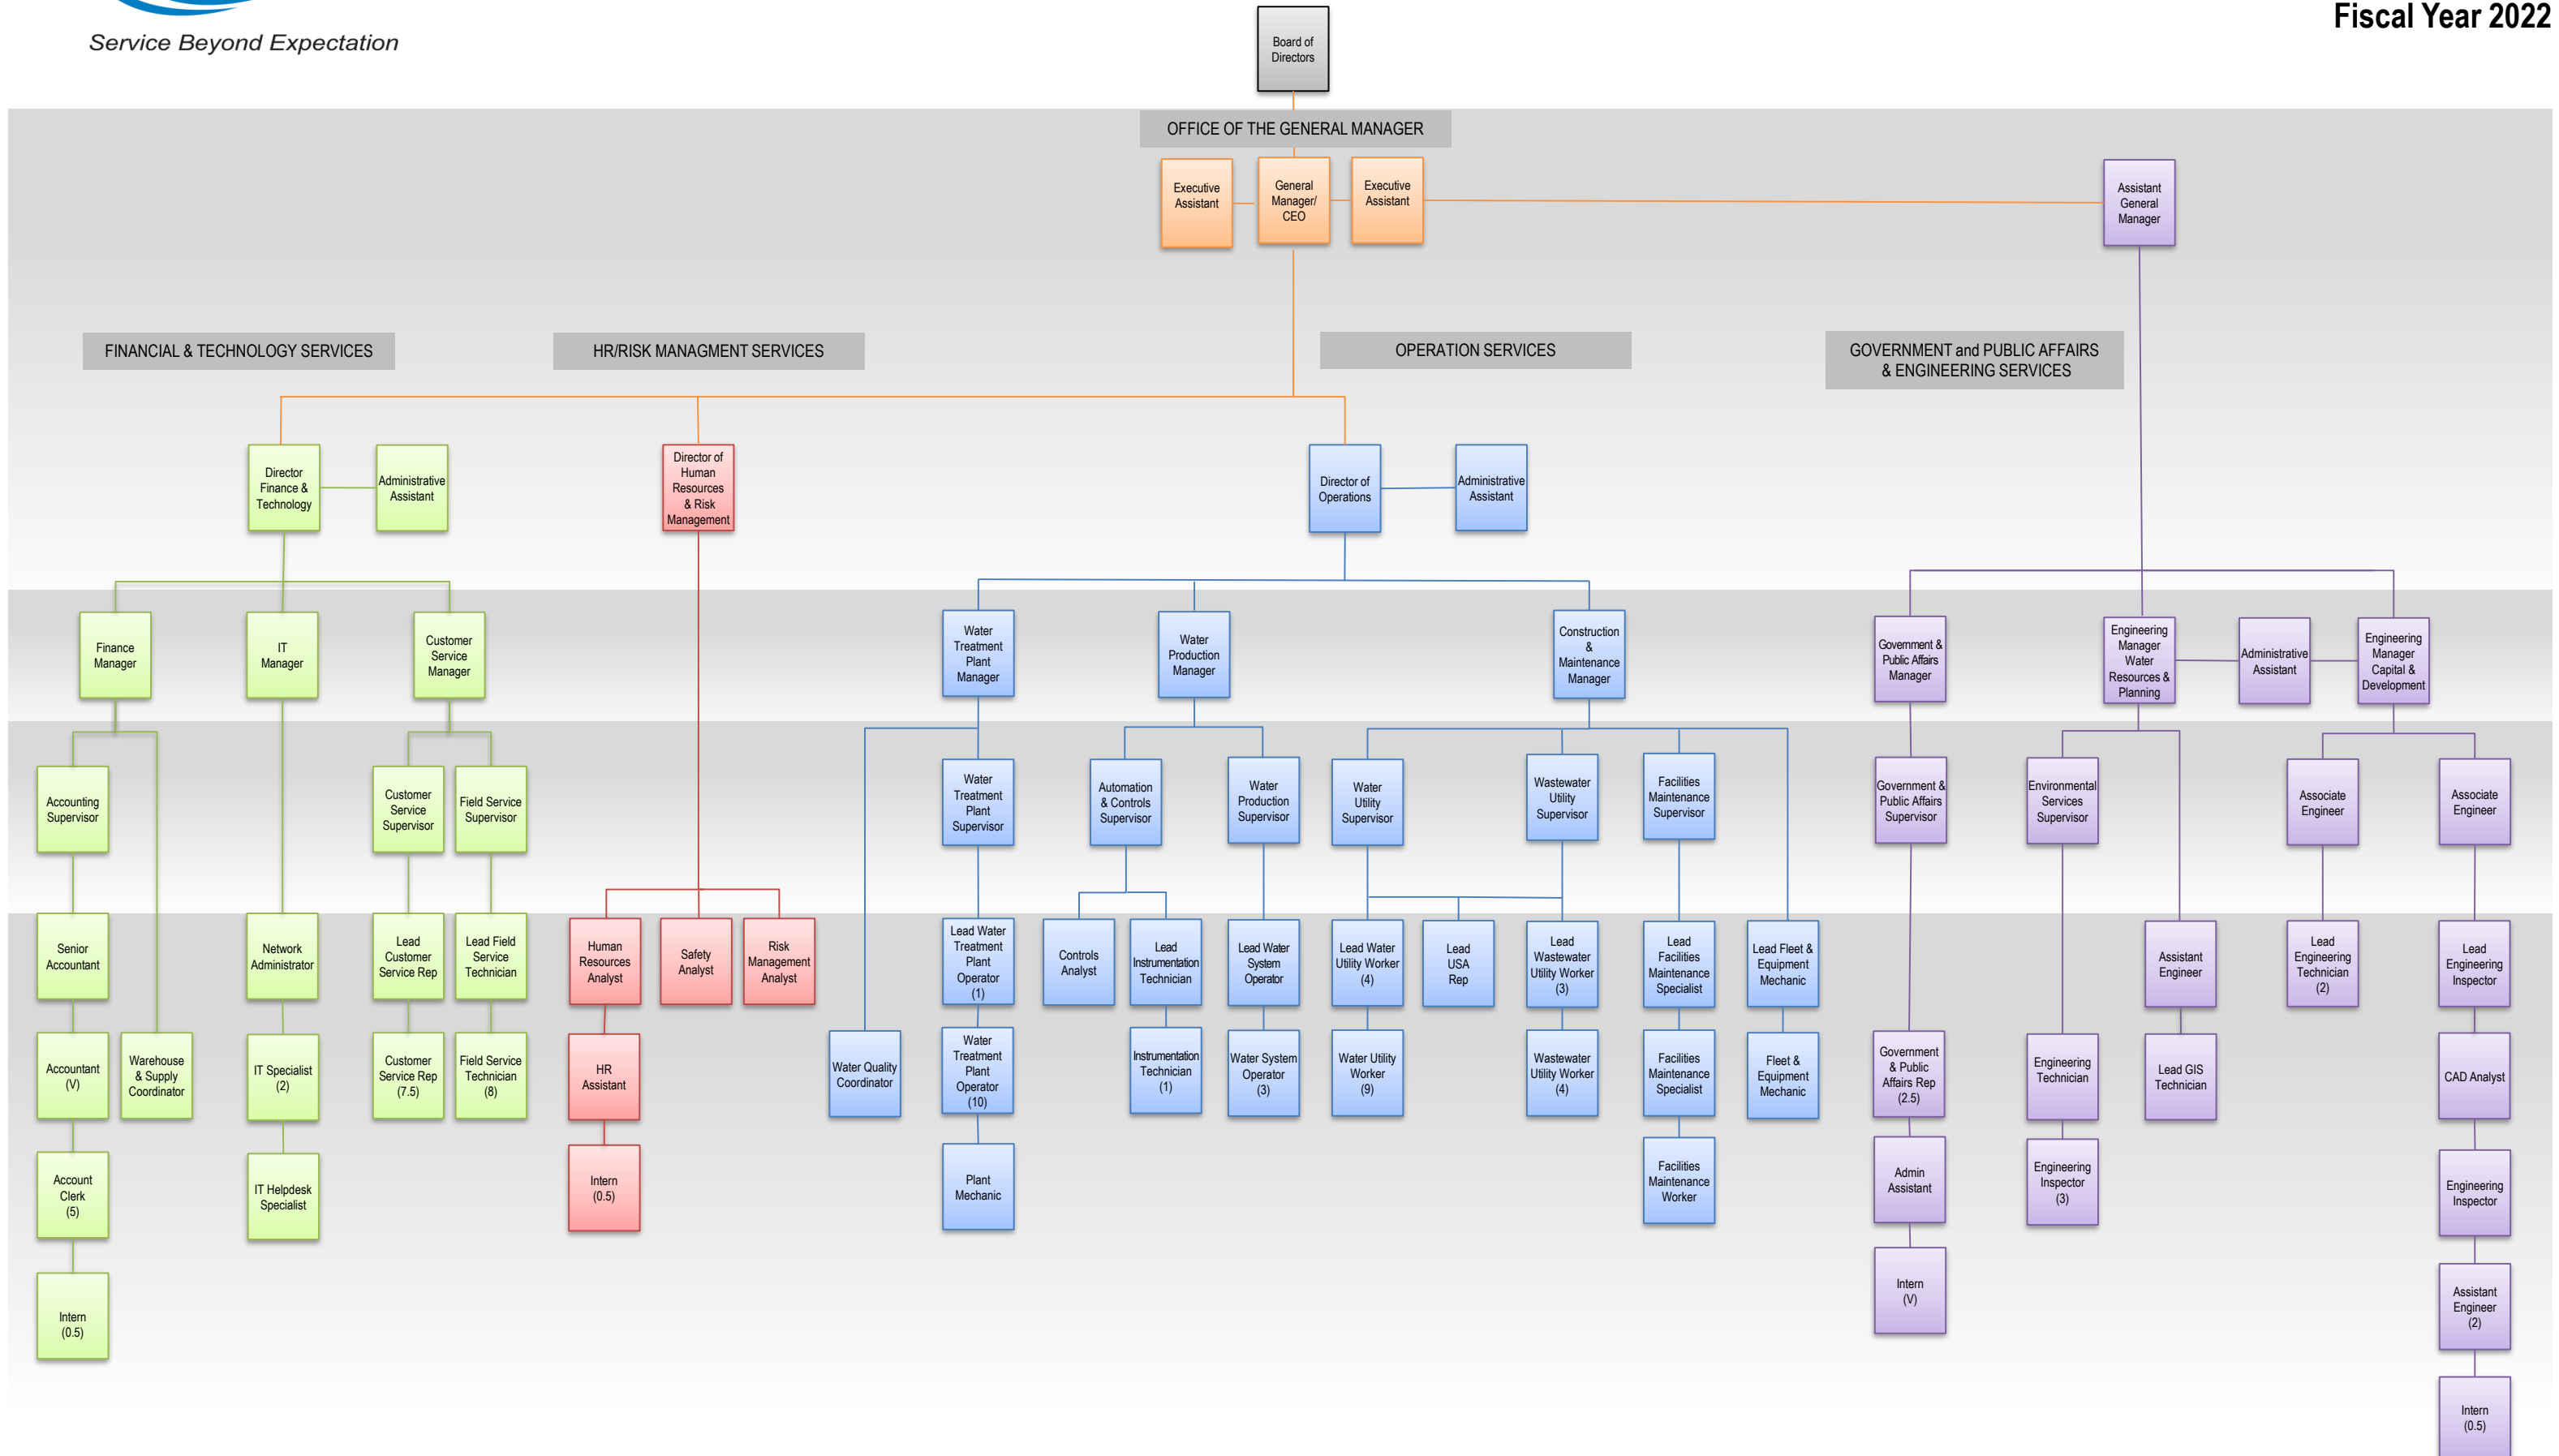 Service Beyond Expectation
Fiscal Year 2022
Board of
Directors
OFFICE OF THE GENERAL MANAGER
Executive
Assistant
General
Manager/
CEO
Executive
Assistant
Assistant
General
Manager
FINANCIAL & TECHNOLOGY SERVICES
HR/RISK MANAGMENT SERVICES
OPERATION SERVICES
GOVERNMENT and PUBLIC AFFAIRS
& ENGINEERING SERVICES
Director
Finance &
Technology
Administrative
Assistant
Director of
Human
Resources
& Risk
Management
Director of
Operations
Administrative
Assistant
Finance
Manager
IT
Manager
Customer
Service
Manager
Water
Treatment
Plant
Manager
Water
Production
Manager
Construction
&
Maintenance
Manager
Government &
Public Affairs
Manager
Engineering
Manager
Water
Resources &
Planning
Administrative
Assistant
Engineering
Manager
Capital &
Development
Accounting
Supervisor
Customer
Service
Supervisor
Field Service
Supervisor
Water
Treatment
Plant
Supervisor
Automation
& Controls
Supervisor
Water
Production
Supervisor
Water
Utility
Supervisor
Wastewater
Utility
Supervisor
Facilities
Maintenance
Supervisor
Government &
Public Affairs
Supervisor
Environmental
Services
Supervisor
Associate
Engineer
Associate
Engineer
Senior
Accountant
Network
Administrator
Lead
Customer
Service Rep
Lead Field
Service
Technician
Human
Resources
Analyst
Safety
Analyst
Risk
Management
Analyst
Lead Water
Treatment
Plant
Operator
(1)
Controls
Analyst
Lead
Instrumentation
Technician
Lead Water
System
Operator
Lead Water
Utility Worker
(4)
Lead
USA
Rep
Lead
Wastewater
Utility Worker
(3)
Lead
Facilities
Maintenance
Specialist
Lead Fleet &
Equipment
Mechanic
Assistant
Engineer
Lead
Engineering
Technician
(2)
Lead
Engineering
Inspector
Accountant
(V)
Warehouse
& Supply
Coordinator
IT Specialist
(2)
Customer
Service Rep
(7.5)
Field Service
Technician
(8)
HR
Assistant
Water Quality
Coordinator
Water
Treatment
Plant
Operator
(10)
Instrumentation
Technician
(1)
Water System
Operator
(3)
Water Utility
Worker
(9)
Wastewater
Utility Worker
(4)
Facilities
Maintenance
Specialist
Fleet &
Equipment
Mechanic
Government
& Public
Affairs Rep
(2.5)
Engineering
Technician
Lead GIS
Technician
CAD Analyst
Account
Clerk
(5)
IT Helpdesk
Specialist
Intern
(0.5)
Plant
Mechanic
Facilities
Maintenance
Worker
Admin
Assistant
Engineering
Inspector
(3)
Engineering
Inspector
Intern
(0.5)
Intern
(V)
Assistant
Engineer
(2)
Intern
(0.5)